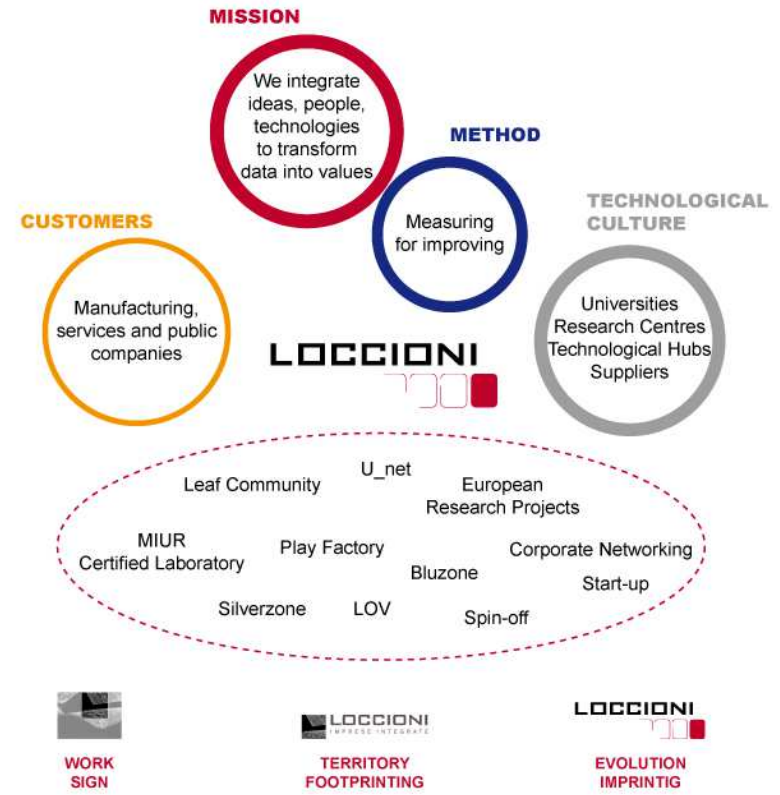 MISSION
We integrate
ideas, people,
technologies
to transform
data into values
METHOD
Measuring
for improving
TECHNOLOGICAL
CULTURE
Universities
Research Centres
Technological Hubs
Suppliers
CUSTOMERS
Manufacturing,
services and public
companies
LOCCIONI
U_net
Leaf Community
European
Research Projects
MIUR
Certified Laboratory
Play Factory
Corporate Networking
Bluzone
Start-up
Silverzone
LOV
Spin-off
LOCCIONI
IMPRESE INTEGRATE
LOCCIONI
WORK
SIGN
TERRITORY
FOOTPRINTING
EVOLUTION
IMPRINTIG